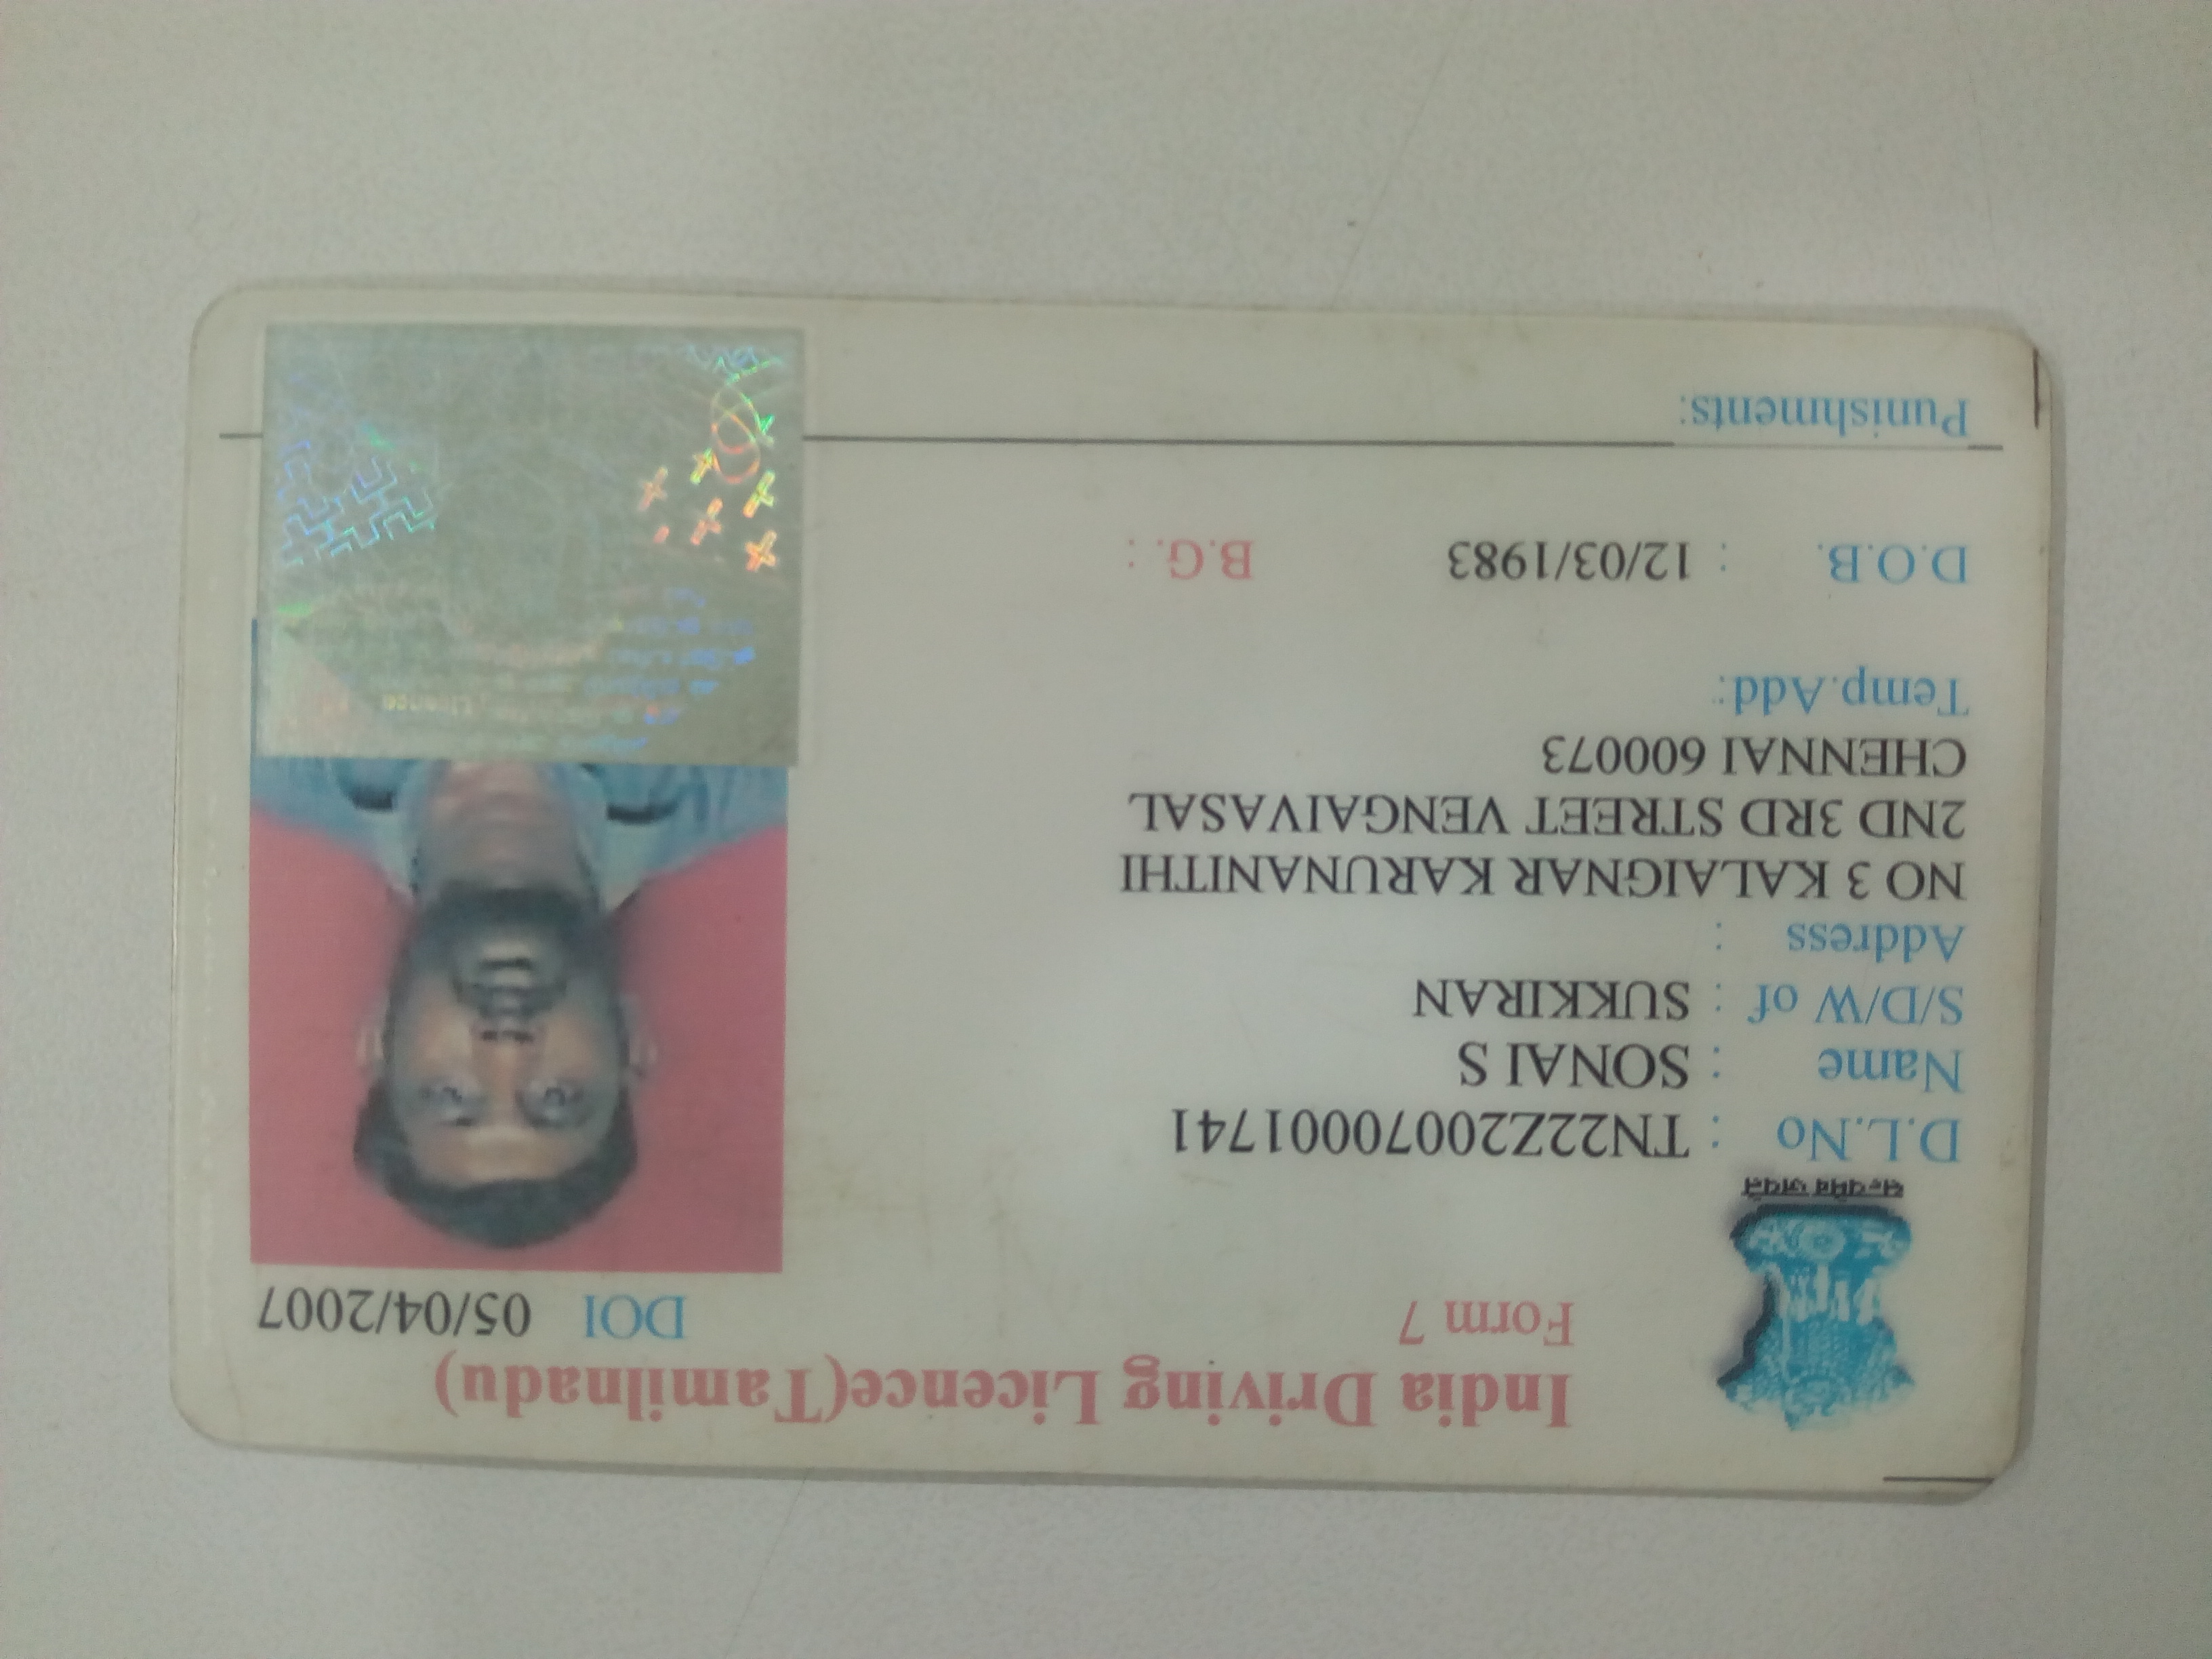 India Driving Licence(Tamilnadu)
Form 7
DOI 05/04/2007
D.L.No : TN22Z20070001741
Name : SONAI S
S/D/W of : SUKKIRAN
Address :
NO 3 KALAIGNAR KARUNANITHI
2ND 3RD STREET VENGAIVASAL
CHENNAI 600073
Temp.Add:
D.O.B. : 12/03/1983 B.G. :
Punishments: